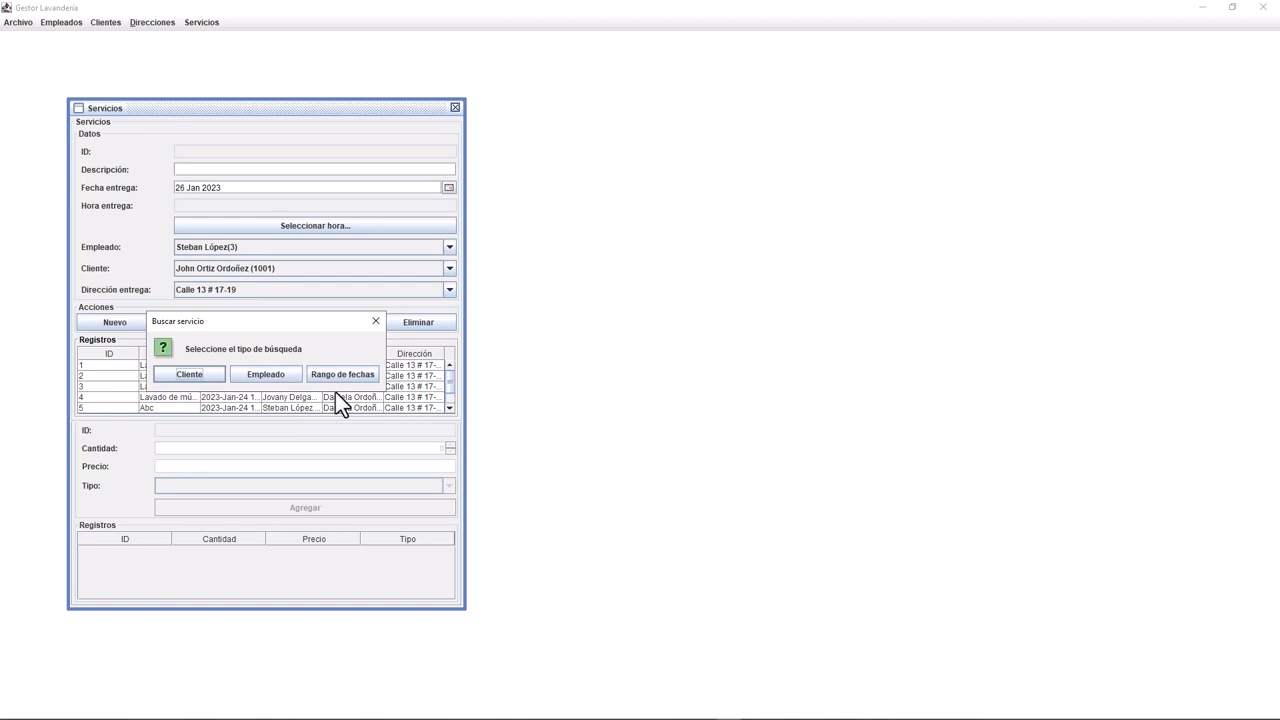 Gestor Lavandería
Archivo Empleados Clientes Direcciones Servicios
Servicios
Servicios
Datos
ID:
Descripción:
Fecha entrega: 26 Jan 2023
Hora entrega:
Seleccionar hora...
Empleado: Steban López(3)
Cliente: John Ortiz Ordoñez (1001)
Dirección entrega: Calle 13 # 17-19
Acciones
Nuevo Eliminar
Buscar servicio
Seleccione el tipo de búsqueda
Cliente Empleado Rango de fechas
Registros
ID Dirección
1 Calle 13 # 17-...
2 Calle 13 # 17-...
3 Calle 13 # 17-...
4 Lavado de mú... 2023-Jan-24 1... Jovany Delga... Ordoñ... Calle 13 # 17-...
5 Abc 2023-Jan-24 1... Steban López ... Ordoñ... Calle 13 # 17-...
ID:
Cantidad: 0
Precio:
Tipo:
Agregar
Registros
ID Cantidad Precio Tipo